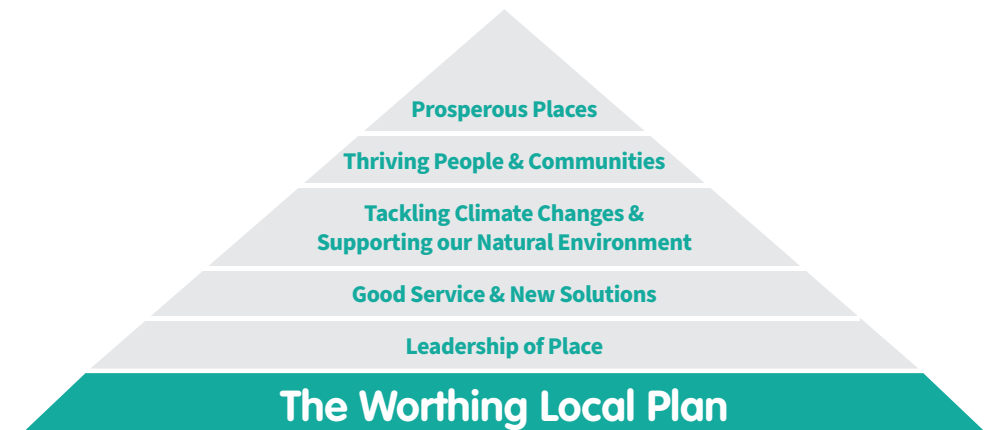 Prosperous Places
Thriving People & Communities
Tackling Climate Changes &
Supporting our Natural Environment
Good Service & New Solutions
Leadership of Place
The Worthing Local Plan